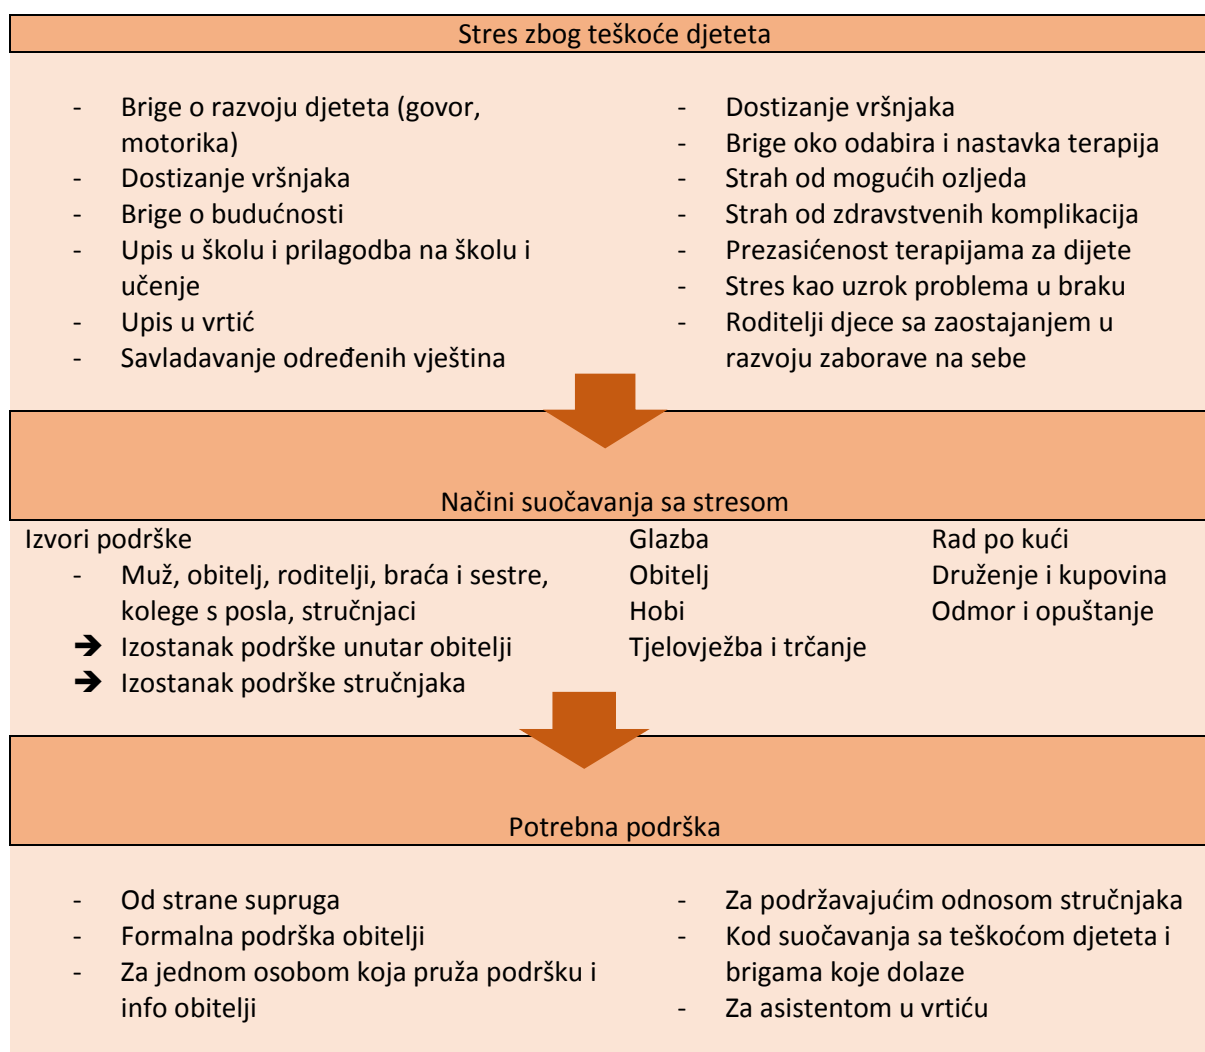 Stres zbog teškoće djeteta
- Brige o razvoju djeteta (govor,
motorika)
- Dostizanje vršnjaka
- Brige o budućnosti
- Upis u školu i prilagodba na školu i
učenje
- Upis u vrtić
- Savladavanje određenih vještina
- Dostizanje vršnjaka
- Brige oko odabira i nastavka terapija
- Strah od mogućih ozljeda
- Strah od zdravstvenih komplikacija
- Prezasićenost terapijama za dijete
- Stres kao uzrok problema u braku
- Roditelji djece sa zaostajanjem u
razvoju zaborave na sebe
Načini suočavanja sa stresom
Izvori podrške
- Muž, obitelj, roditelji, braća i sestre,
kolege s posla, stručnjaci
➔ Izostanak podrške unutar obitelji
➔ Izostanak podrške stručnjaka
Glazba
Obitelj
Hobi
Tjelovježba i trčanje
Rad po kući
Druženje i kupovina
Odmor i opuštanje
Potrebna podrška
- Od strane supruga
- Formalna podrška obitelji
- Za jednom osobom koja pruža podršku i
info obitelji
- Za podržavajućim odnosom stručnjaka
- Kod suočavanja sa teškoćom djeteta i
brigama koje dolaze
- Za asistentom u vrtiću